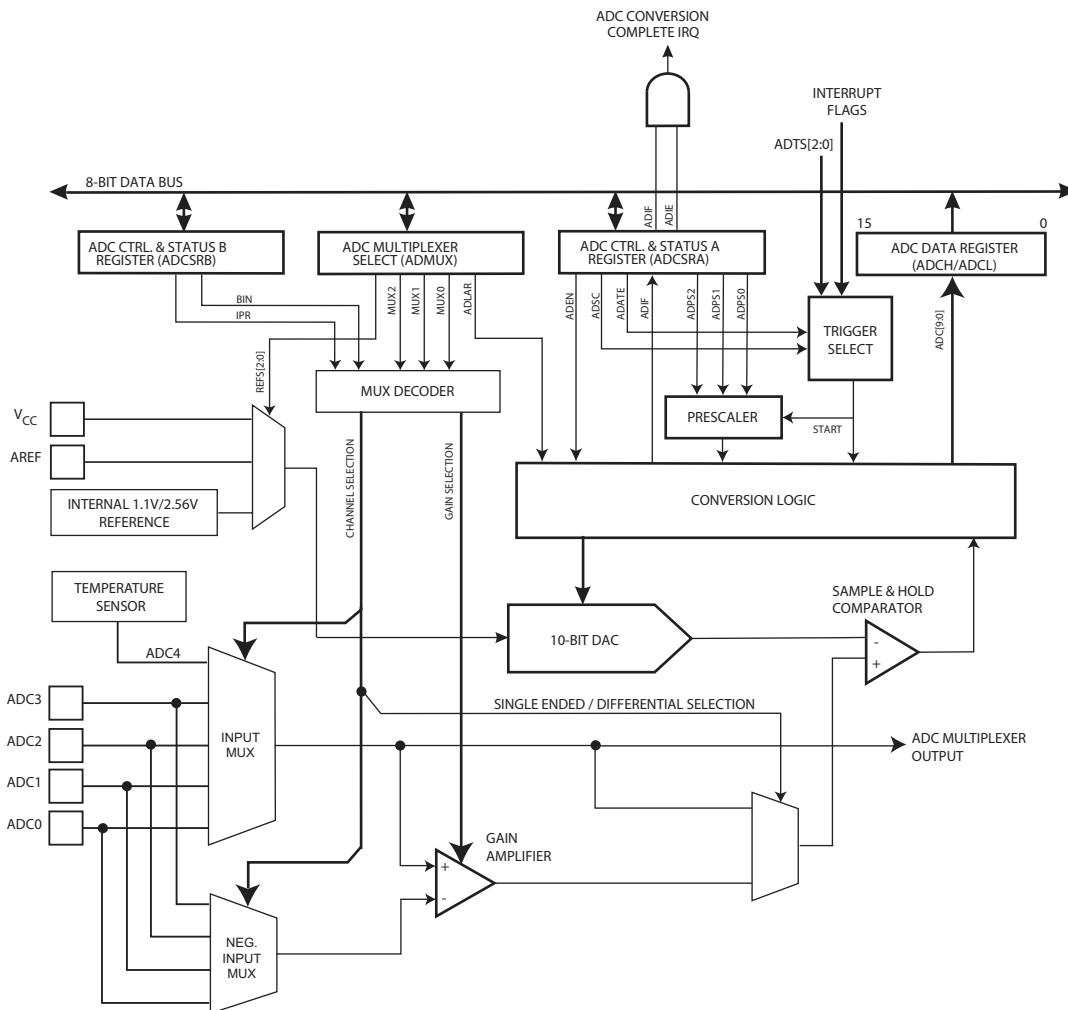 ADC CONVERSION
COMPLETE IRQ
INTERRUPT
FLAGS
ADTS[2:0]
8-BIT DATA BUS
ADIF
ADIE
15
0
ADC CTRL. & STATUS B
REGISTER (ADCSRB)
ADC MULTIPLEXER
SELECT (ADMUX)
ADC CTRL. & STATUS A
REGISTER (ADCSRA)
ADC DATA REGISTER
(ADCH/ADCL)
BIN
IPR
REFS[2:0]
MUX2
MUX1
MUX0
ADLAR
ADEN
ADSC
ADATE
ADIF
ADPS2
ADPS1
ADPS0
TRIGGER
SELECT
ADC[9:0]
MUX DECODER
PRESCALER
START
VCC
AREF
INTERNAL 1.1V/2.56V
REFERENCE
CHANNEL SELECTION
GAIN SELECTION
CONVERSION LOGIC
TEMPERATURE
SENSOR
10-BIT DAC
SAMPLE & HOLD
COMPARATOR
-
+
ADC4
ADC3
ADC2
ADC1
ADC0
INPUT
MUX
SINGLE ENDED / DIFFERENTIAL SELECTION
ADC MULTIPLEXER
OUTPUT
GAIN
AMPLIFIER
+
-
NEG.
INPUT
MUX